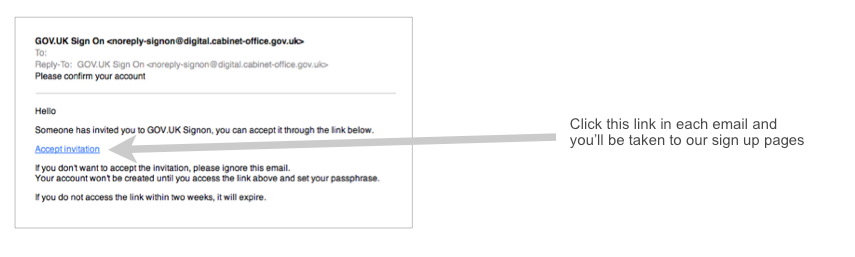 GOV.UK Sign On <noreply-signon@digital.cabinet-office.gov.uk>
To:
Reply-To: GOV.UK Sign On <noreply-signon@digital.cabinet-office.gov.uk>
Please confirm your account
Hello
Someone has invited you to GOV.UK Signon, you can accept it through the link below.
Accept invitation
If you don't want to accept the invitation, please ignore this email.
Your account won't be created until you access the link above and set your passphrase.
If you do not access the link within two weeks, it will expire.
Click this link in each email and
you'll be taken to our sign up pages